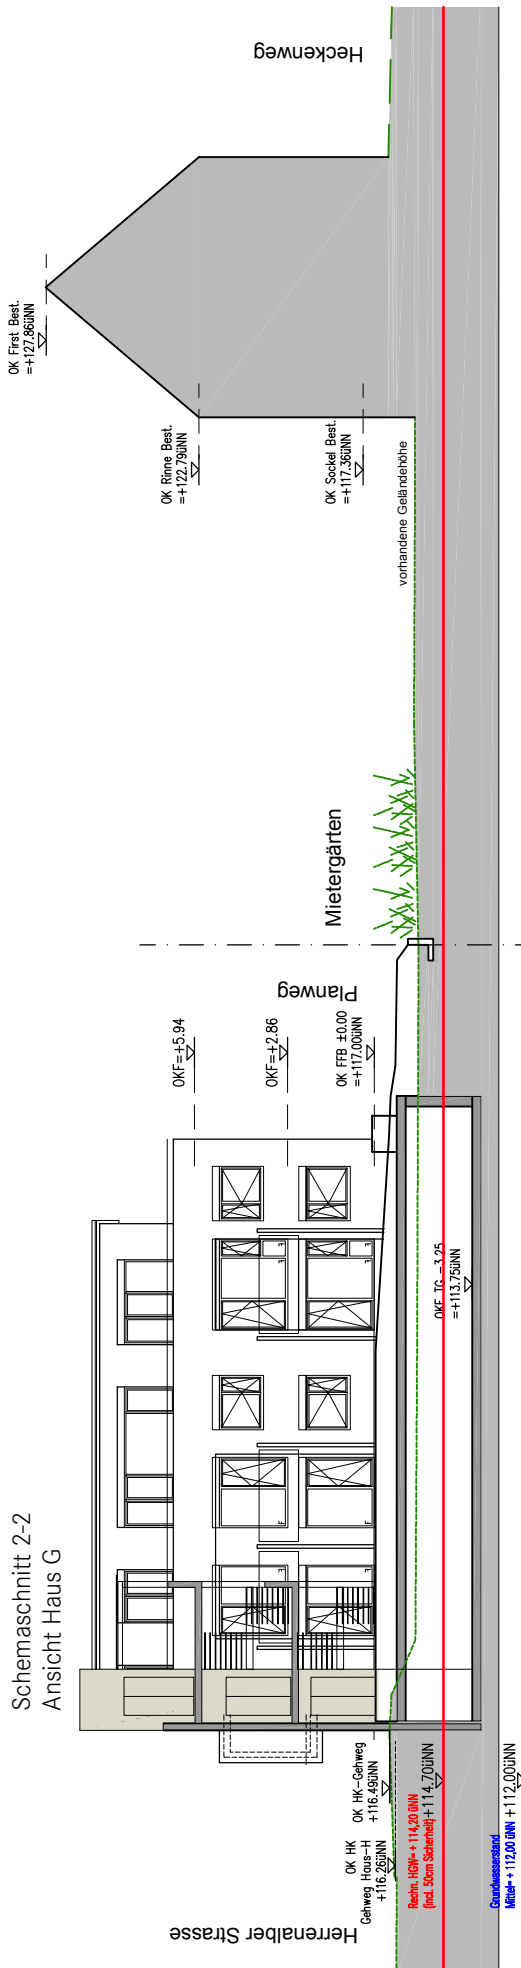 Schemaschnitt 2-2
Ansicht Haus G
OK First Best.
=+127.86üNN
OK Rinne Best.
=+122.79üNN
OK Sockel Best.
=+117.36üNN
Heckenweg
vorhandene Geländehöhe
Mietergärten
Planweg
OKF=+5.94
OKF=+2.86
OK FFB ±0.00
=+117.00üNN
OKF TG -3.25
=+113.75üNN
OK HK-Gehweg
+116.49üNN
OK HK
Gehweg Haus-H
+116.26üNN
Herrenalber Strasse
Rechn. HGW= + 114,20 üNN
(incl. 50cm Sicherheit)
+114.70üNN
Grundwasserstand
Mittel= + 112,00 üNN
+112.00üNN